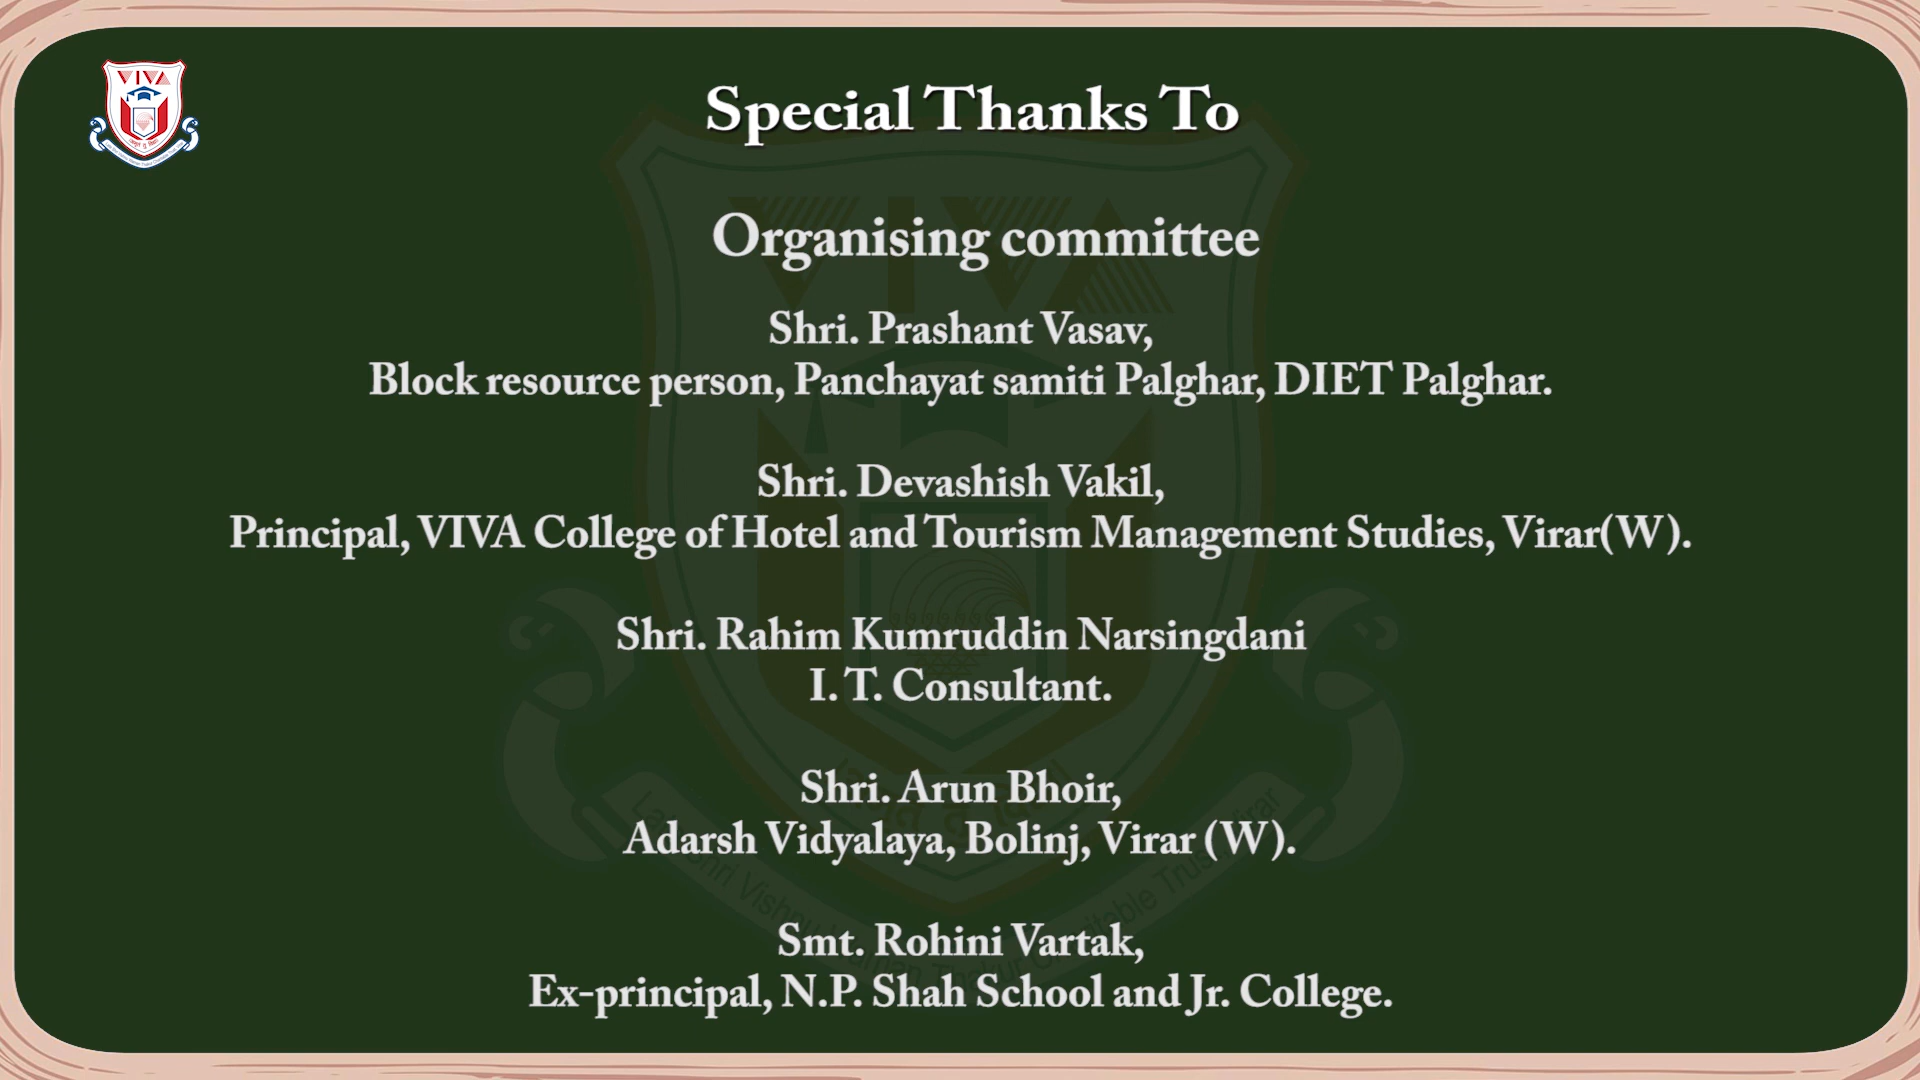 VIVA
Special Thanks To
Organising committee
Shri. Prashant Vasav,
Block resource person, Panchayat samiti Palghar, DIET Palghar.
Shri. Devashish Vakil,
Principal, VIVA College of Hotel and Tourism Management Studies, Virar(W).
Shri. Rahim Kumruddin Narsingdani
I. T. Consultant.
Shri. Arun Bhoir,
Adarsh Vidyalaya, Bolinj, Virar (W).
Smt. Rohini Vartak,
Ex-principal, N.P. Shah School and Jr. College.